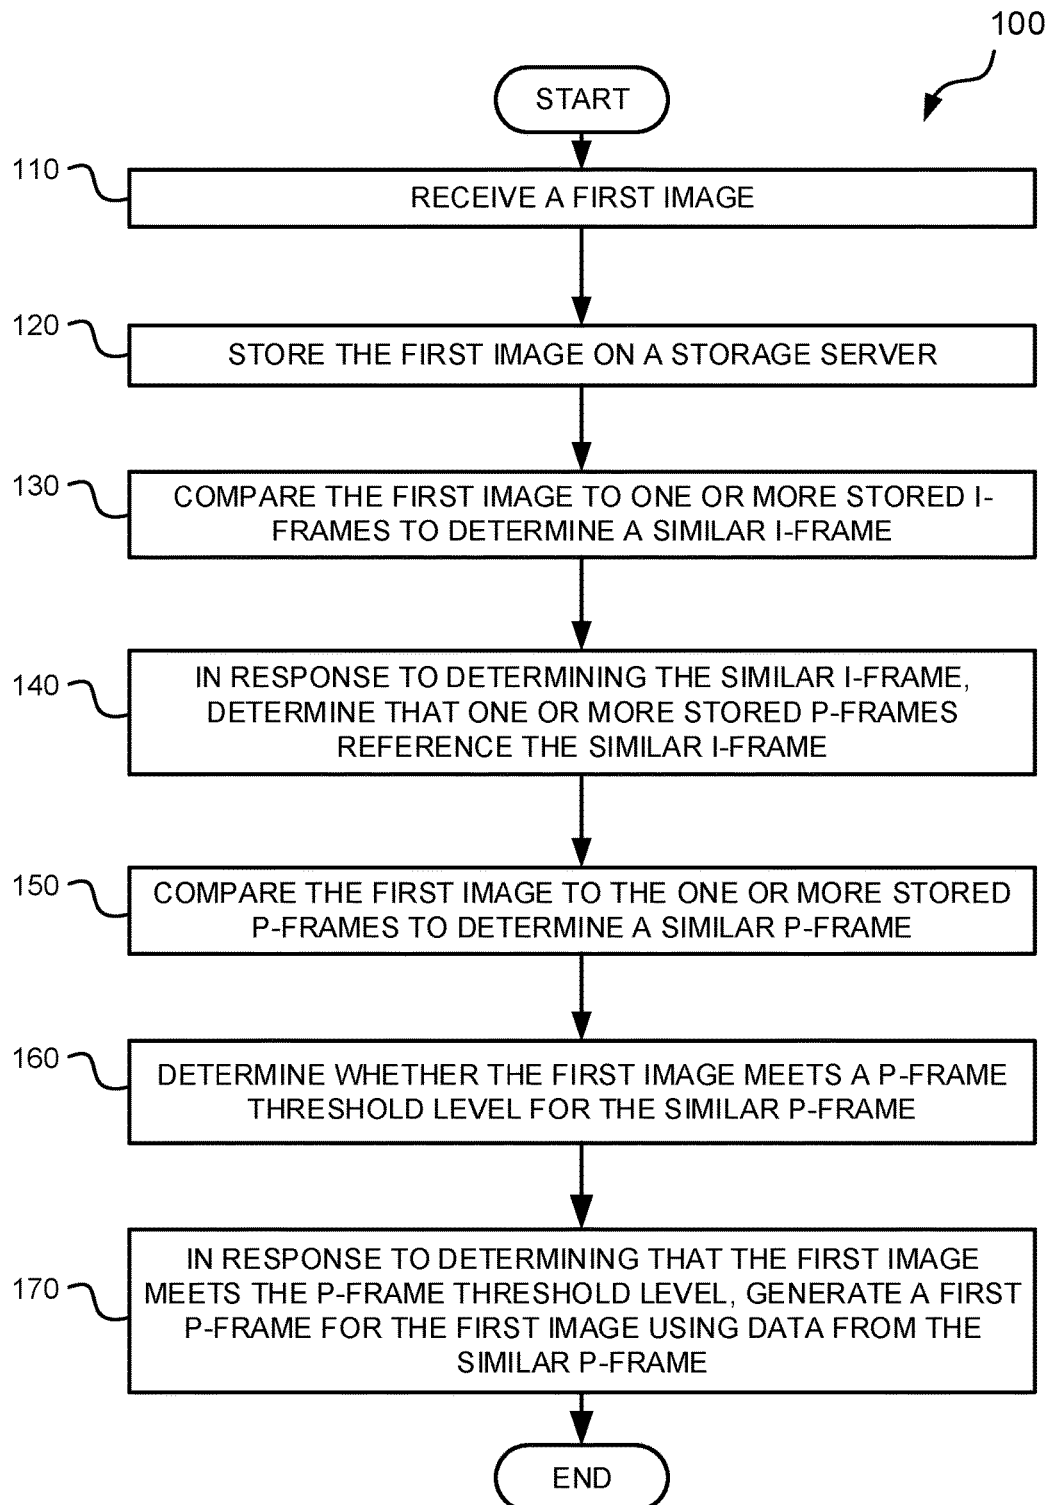 100
START
110
RECEIVE A FIRST IMAGE
120
STORE THE FIRST IMAGE ON A STORAGE SERVER
130
COMPARE THE FIRST IMAGE TO ONE OR MORE STORED I-
FRAMES TO DETERMINE A SIMILAR I-FRAME
140
IN RESPONSE TO DETERMINING THE SIMILAR I-FRAME,
DETERMINE THAT ONE OR MORE STORED P-FRAMES
REFERENCE THE SIMILAR I-FRAME
150
COMPARE THE FIRST IMAGE TO THE ONE OR MORE STORED
P-FRAMES TO DETERMINE A SIMILAR P-FRAME
160
DETERMINE WHETHER THE FIRST IMAGE MEETS A P-FRAME
THRESHOLD LEVEL FOR THE SIMILAR P-FRAME
170
IN RESPONSE TO DETERMINING THAT THE FIRST IMAGE
MEETS THE P-FRAME THRESHOLD LEVEL, GENERATE A FIRST
P-FRAME FOR THE FIRST IMAGE USING DATA FROM THE
SIMILAR P-FRAME
END